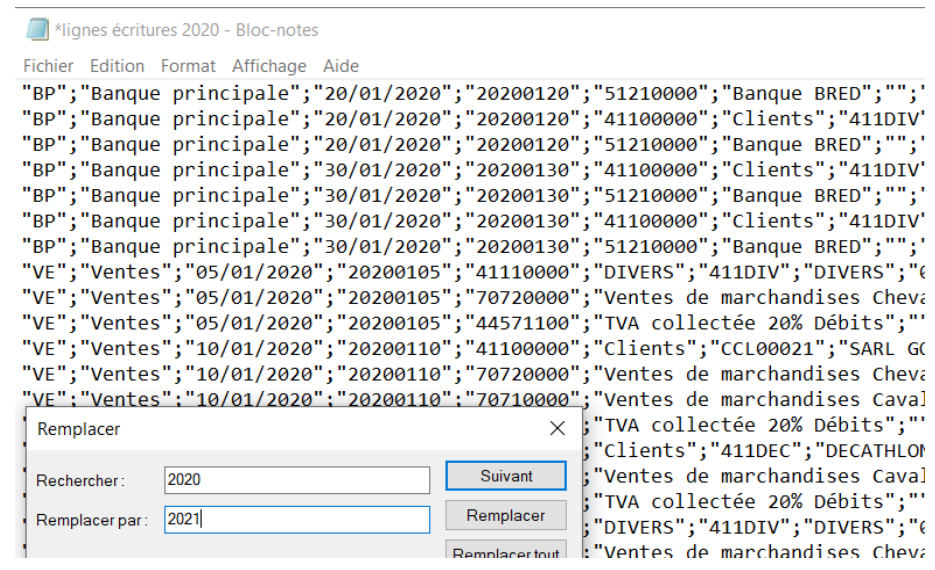 *lignes écritures 2020 - Bloc-notes
Fichier Edition Format Affichage Aide
"BP";"Banque principale";"20/01/2020";"20200120";"51210000";"Banque BRED";"";"
"BP";"Banque principale";"20/01/2020";"20200120";"41100000";"Clients";"411DIV"
"BP";"Banque principale";"20/01/2020";"20200120";"51210000";"Banque BRED";"";"
"BP";"Banque principale";"30/01/2020";"20200130";"41100000";"Clients";"411DIV"
"BP";"Banque principale";"30/01/2020";"20200130";"51210000";"Banque BRED";"";"
"BP";"Banque principale";"30/01/2020";"20200130";"41100000";"Clients";"411DIV"
"BP";"Banque principale";"30/01/2020";"20200130";"51210000";"Banque BRED";"";"
"VE";"Ventes";"05/01/2020";"20200105";"41110000";"DIVERS";"411DIV";"DIVERS";"0
"VE";"Ventes";"05/01/2020";"20200105";"70720000";"Ventes de marchandises Cheva
"VE";"Ventes";"05/01/2020";"20200105";"44571100";"TVA collectée 20% Débits";""
"VE";"Ventes";"10/01/2020";"20200110";"41100000";"Clients";"CCL00021";"SARL GO
"VE";"Ventes";"10/01/2020";"20200110";"70720000";"Ventes de marchandises Cheva
"VE";"Ventes";"10/01/2020";"20200110";"70710000";"Ventes de marchandises Caval
;"TVA collectée 20% Débits";""
;"Clients";"411DEC";"DECATHLON
;"Ventes de marchandises Caval
;"TVA collectée 20% Débits";""
;"DIVERS";"411DIV";"DIVERS";"0
;"Ventes de marchandises Cheva
Remplacer
Rechercher : 2020 Suivant
Remplacer par : 2021 Remplacer
Remplacer tout